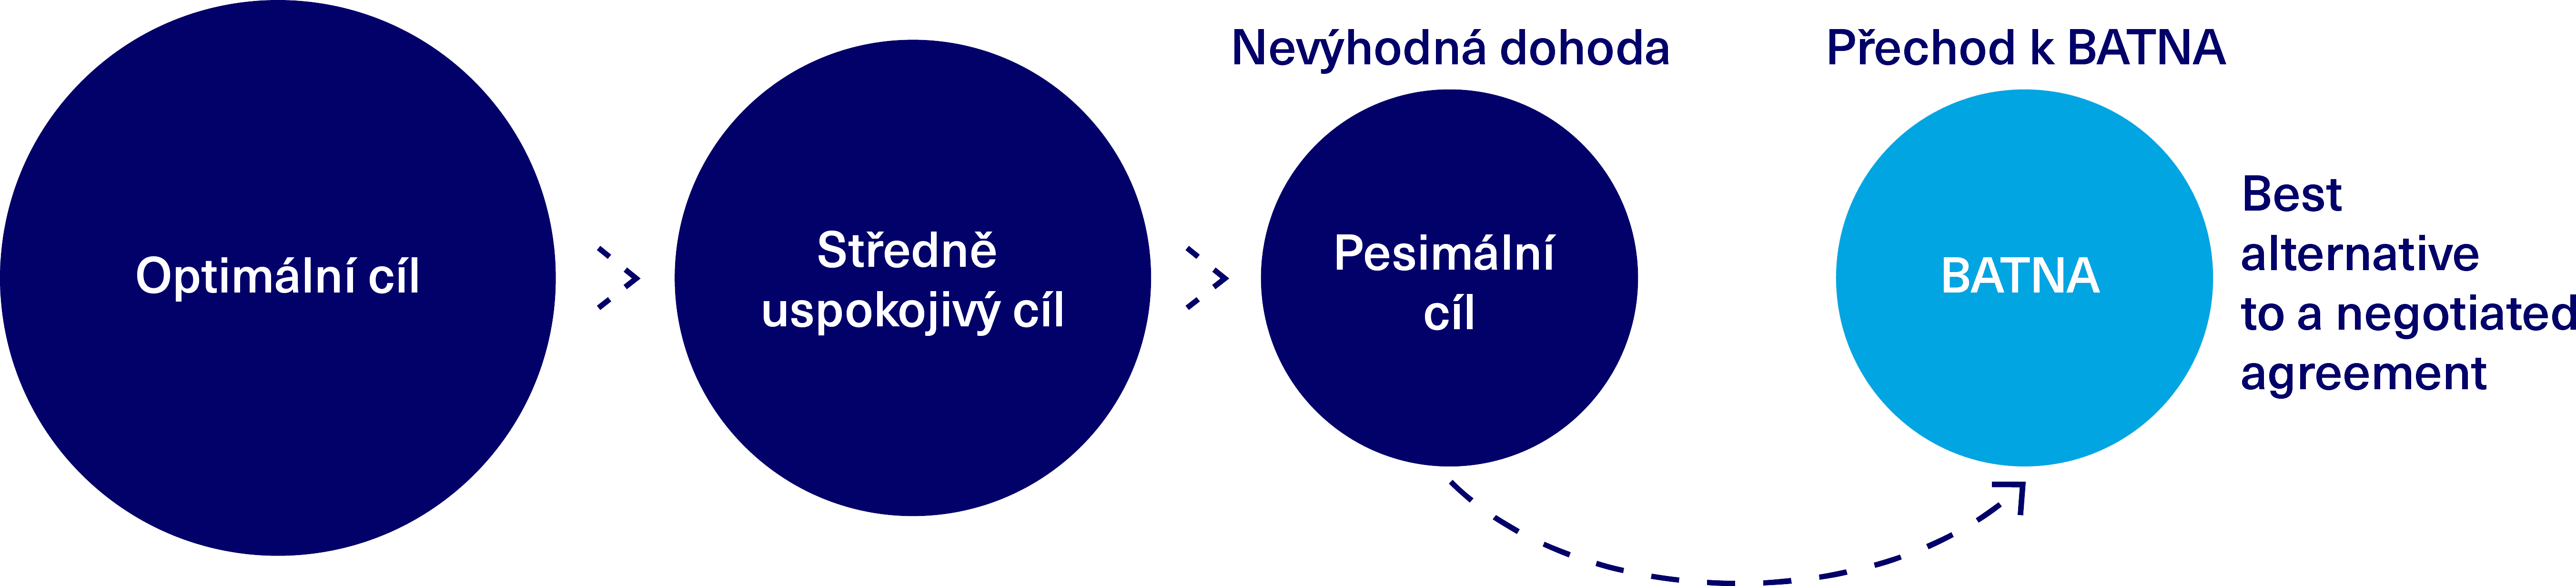 Optimální cíl
Středně
uspokojivý cíl
Nevýhodná dohoda
Pesimální
cíl
Přechod k BATNA
BATNA
Best
alternative
to a negotiated
agreement